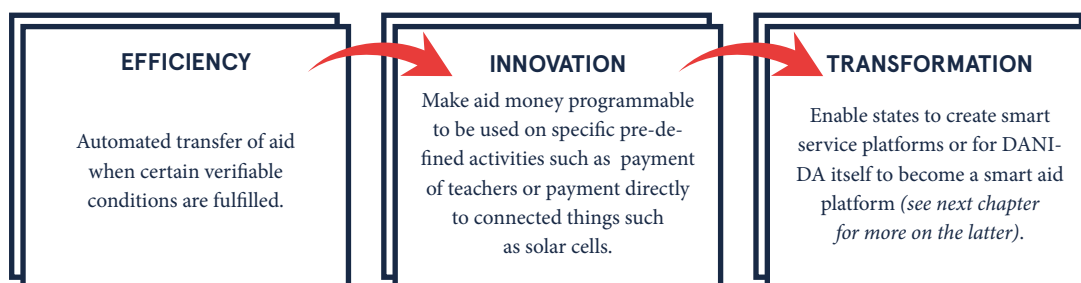 EFFICIENCY
Automated transfer of aid
when certain verifiable
conditions are fulfilled.
INNOVATION
Make aid money programmable
to be used on specific pre-de-
fined activities such as payment
of teachers or payment directly
to connected things such
as solar cells.
TRANSFORMATION
Enable states to create smart
service platforms or for DANI-
DA itself to become a smart aid
platform (see next chapter
for more on the latter).